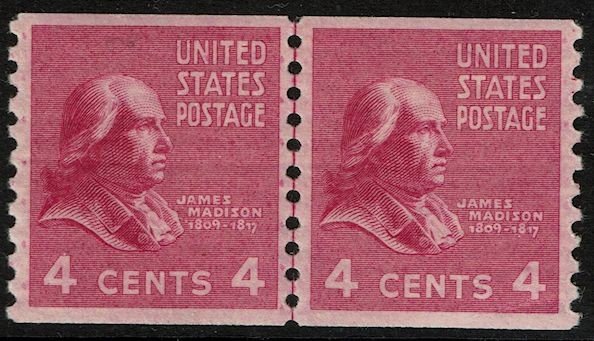 UNITED
STATES
POSTAGE
JAMES
MADISON
1809-1817
4 CENTS 4
UNITED
STATES
POSTAGE
JAMES
MADISON
1809-1817
4 CENTS 4